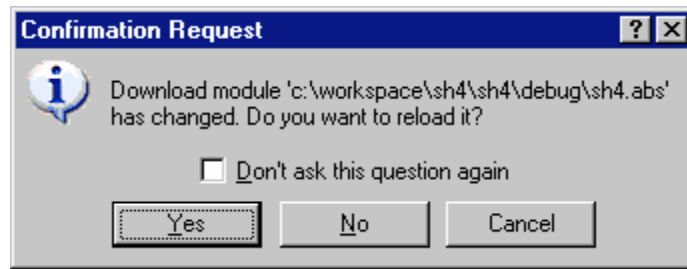 Confirmation Request
Download module 'c:\workspace\sh4\sh4\debug\sh4.abs'
has changed. Do you want to reload it?
Don't ask this question again
Yes No Cancel